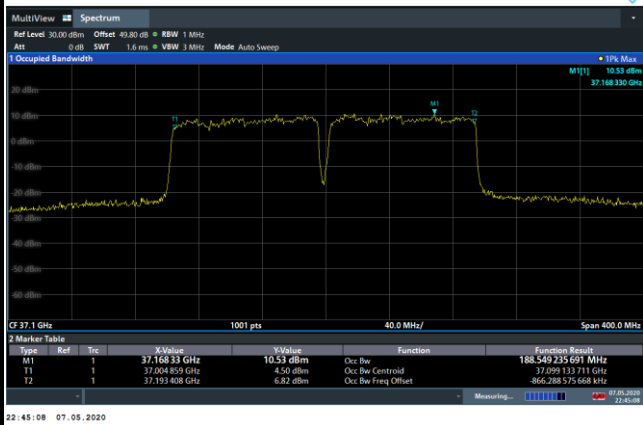 MultiView Spectrum
Ref Level 30.00 dBm Offset 49.80 dB RBW 1 MHz
Att 0 dB SWT 1.6 ms VBW 3 MHz Mode Auto Sweep
1 Occupied Bandwidth 1Pk Max
M1[1] 10.53 dBm
37.168 330 GHz
20 dBm
M1
T1 T2
10 dBm
0 dBm
-10 dBm
-20 dBm
-30 dBm
-40 dBm
-50 dBm
-60 dBm
CF 37.1 GHz 1001 pts 40.0 MHz/ Span 400.0 MHz
2 Marker Table
Type Ref Trc X-Value Y-Value Function Function Result
M1 1 37.168 33 GHz 10.53 dBm Occ Bw 188.549 235 691 MHz
T1 1 37.004 859 GHz 4.50 dBm Occ Bw Centroid 37.099 133 711 GHz
T2 1 37.193 408 GHz 6.82 dBm Occ Bw Freq Offset -866.288 575 668 kHz
Measuring... 07.05.2020
22:45:08
22:45:08 07.05.2020